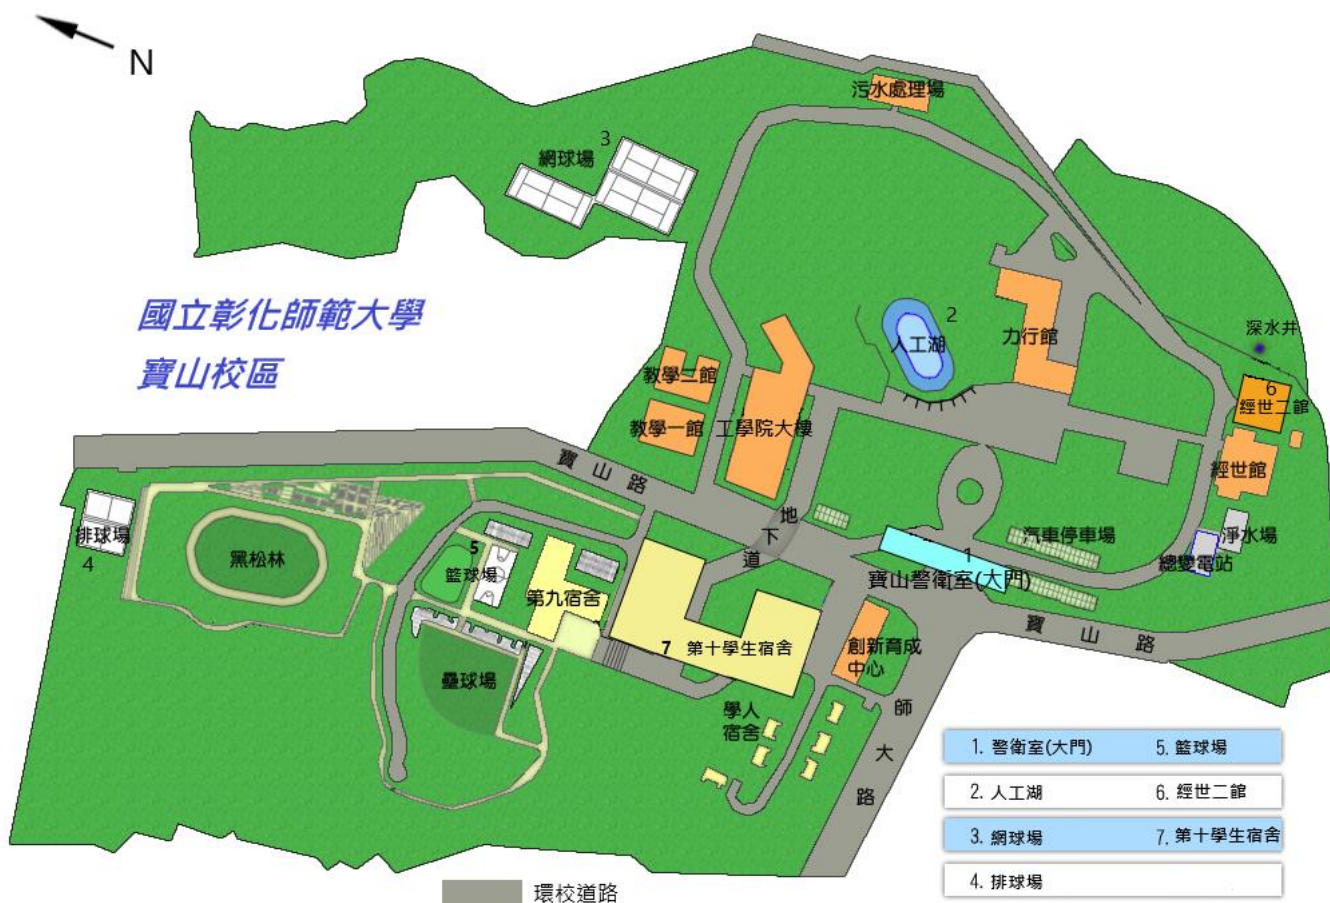 N
污水處理場
3
網球場
國立彰化師範大學
寶山校區
2
人工湖
力行館
深水井
6
經世二館
教學二館
教學一館
工學院大樓
經世館
寶山路
地下道
汽車停車場
淨水場
總變電站
1
寶山警衛室(大門)
排球場
4
黑松林
5
籃球場
第九宿舍
7 第十學生宿舍
創新育成
中心
寶山路
壘球場
學人
宿舍
師大路
1. 警衛室(大門) 5. 籃球場
2. 人工湖 6. 經世二館
3. 網球場 7. 第十學生宿舍
4. 排球場
環校道路